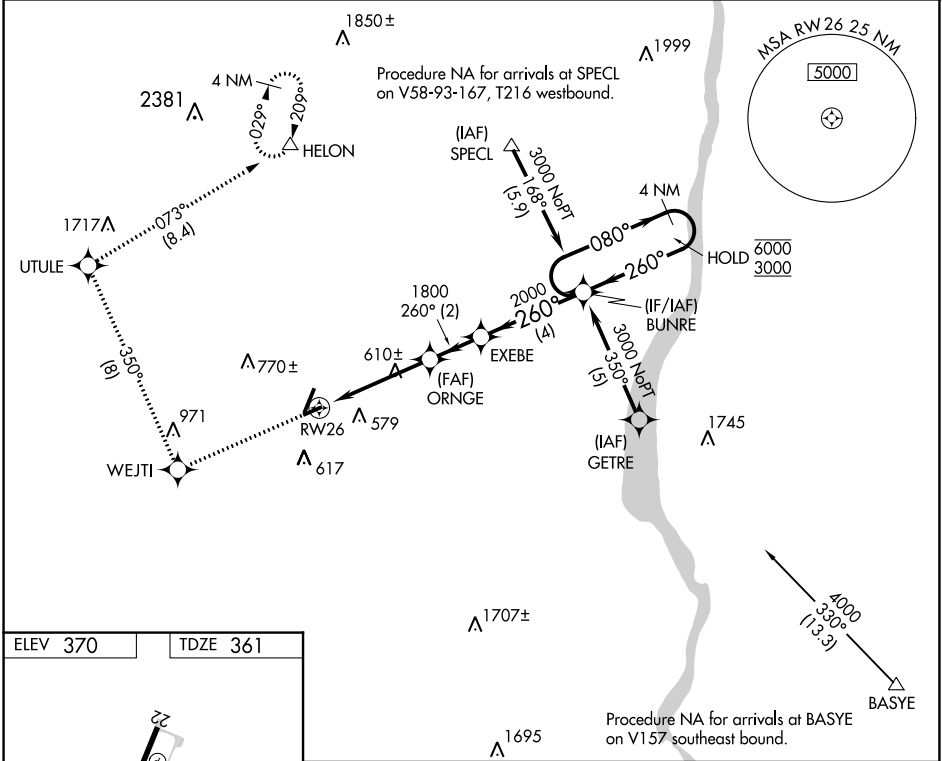 1850 ±
1999
MSA RW26 25 NM
5000
Procedure NA for arrivals at SPECL
on V58-93-167, T216 westbound.
4 NM
2381
029°
209°
HELON
(IAF)
SPECL
3000 NoPT
168°
(5.9)
4 NM
080°
260°
HOLD
6000
3000
1717
073°
(8.4)
UTULE
1800
260° (2)
2000
260°
(4)
(IF/IAF)
BUNRE
EXEBE
350°
(8)
770 ±
610 ±
(FAF)
ORNGE
3000 NoPT
350°
(5)
971
RW26
579
617
WEJTI
(IAF)
GETRE
1745
1707±
4000
330°
(13.3)
BASYE
ELEV 370
TDZE 361
22
1695
Procedure NA for arrivals at BASYE
on V157 southeast bound.